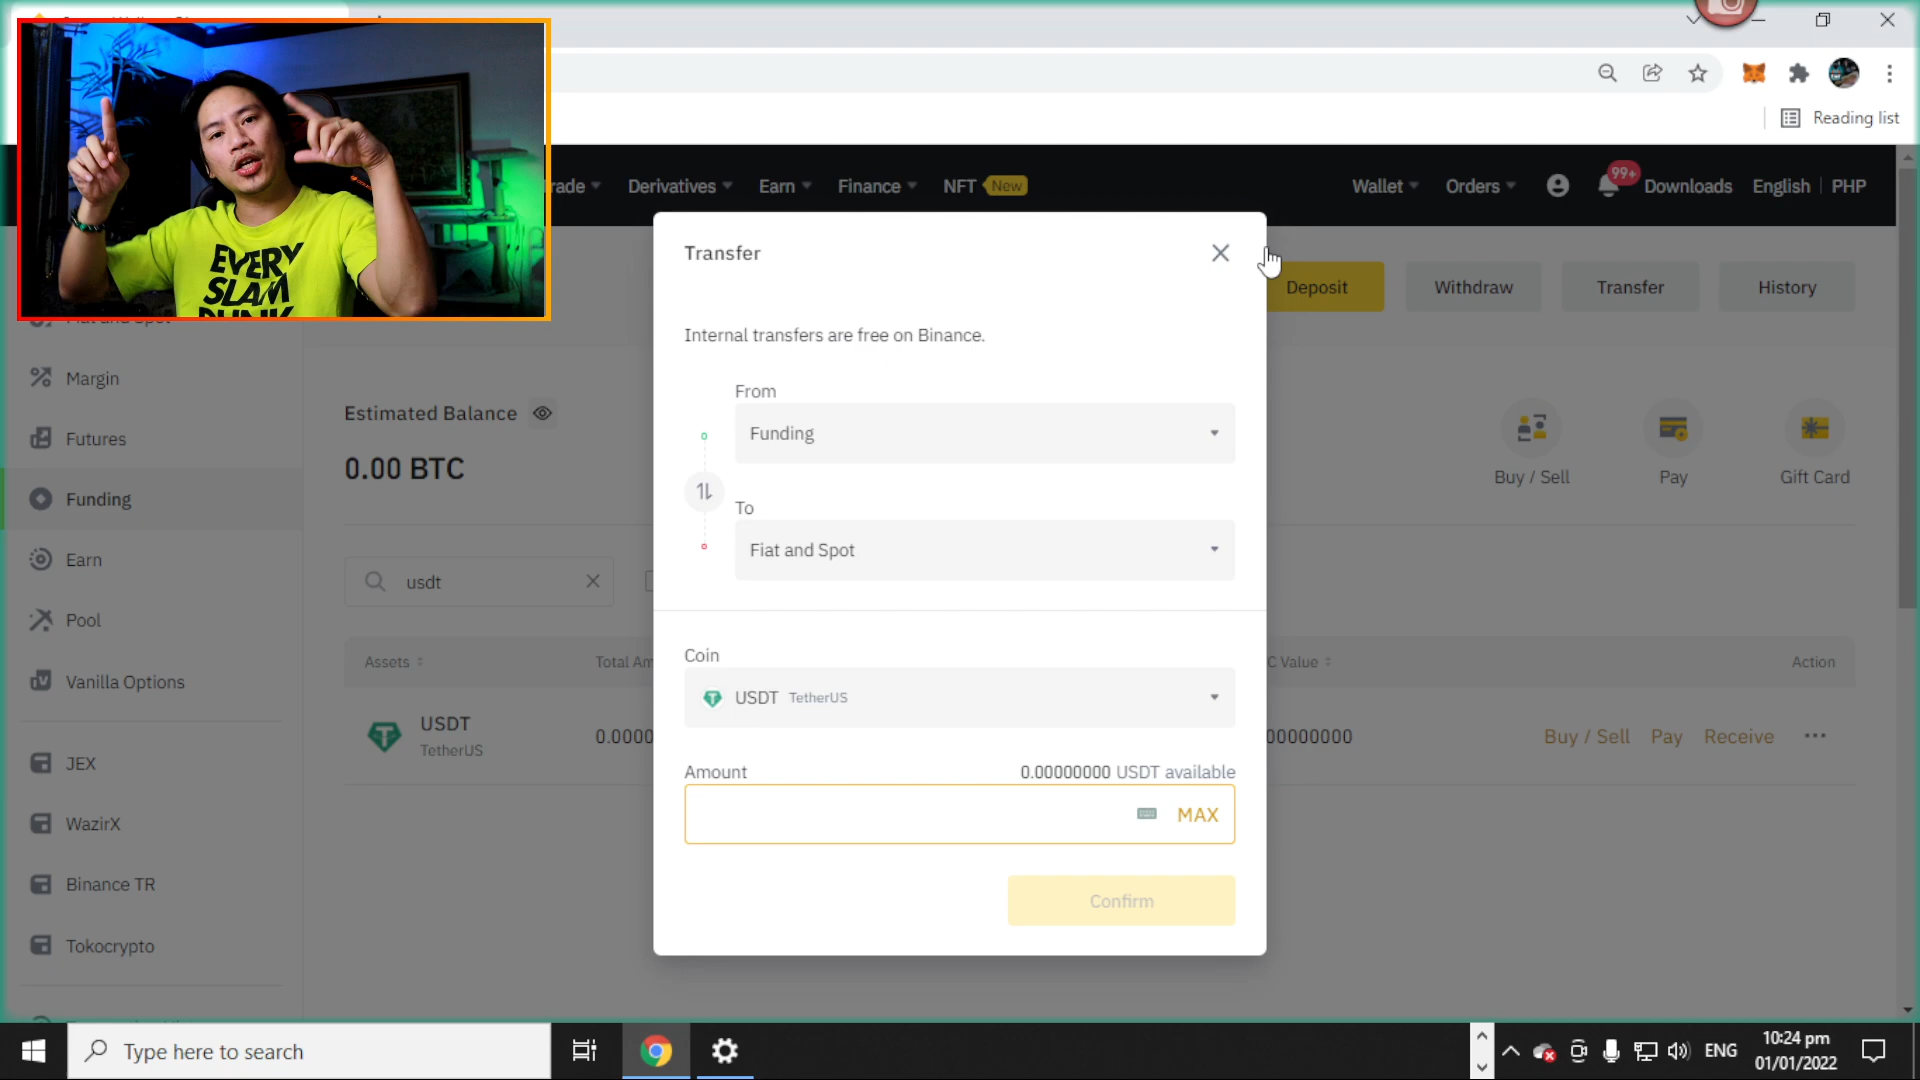 Reading list
rade
Derivatives
Earn
Finance
NFT
New
Wallet
Orders
99+
Downloads
English
PHP
EVERY
SLAM
DUNK
Transfer
Deposit
Withdraw
Transfer
History
Fiat and Spot
Margin
Futures
Funding
Earn
Pool
Vanilla Options
JEX
WazirX
Binance TR
Tokocrypto
Estimated Balance
0.00 BTC
Buy / Sell
Pay
Gift Card
usdt
Assets
Total Am
C Value
Action
USDT
TetherUS
0.0000
00000000
Buy / Sell
Pay
Receive
Internal transfers are free on Binance.
From
Funding
To
Fiat and Spot
Coin
USDT TetherUS
Amount
0.00000000 USDT available
MAX
Confirm
Type here to search
ENG
10:24 pm
01/01/2022